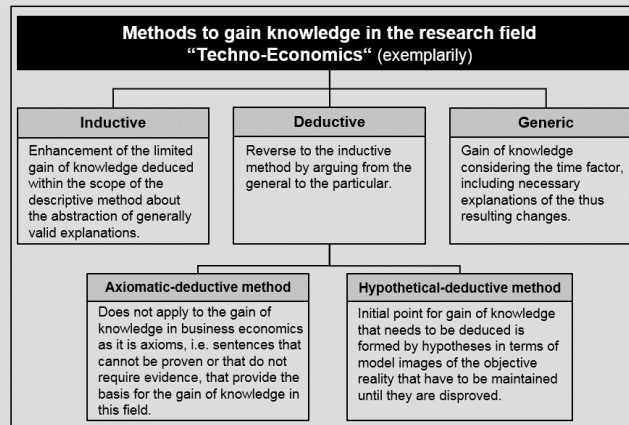 Methods to gain knowledge in the research field
“Techno-Economics“ (exemplarily)
Inductive
Enhancement of the limited
gain of knowledge deduced
within the scope of the
descriptive method about
the abstraction of generally
valid explanations.
Deductive
Reverse to the inductive
method by arguing from the
general to the particular.
Generic
Gain of knowledge
considering the time factor,
including necessary
explanations of the thus
resulting changes.
Axiomatic-deductive method
Does not apply to the gain of
knowledge in business economics
as it is axioms, i.e. sentences that
cannot be proven or that do not
require evidence, that provide the
basis for the gain of knowledge in
this field.
Hypothetical-deductive method
Initial point for gain of knowledge
that needs to be deduced is
formed by hypotheses in terms of
model images of the objective
reality that have to be maintained
until they are disproved.